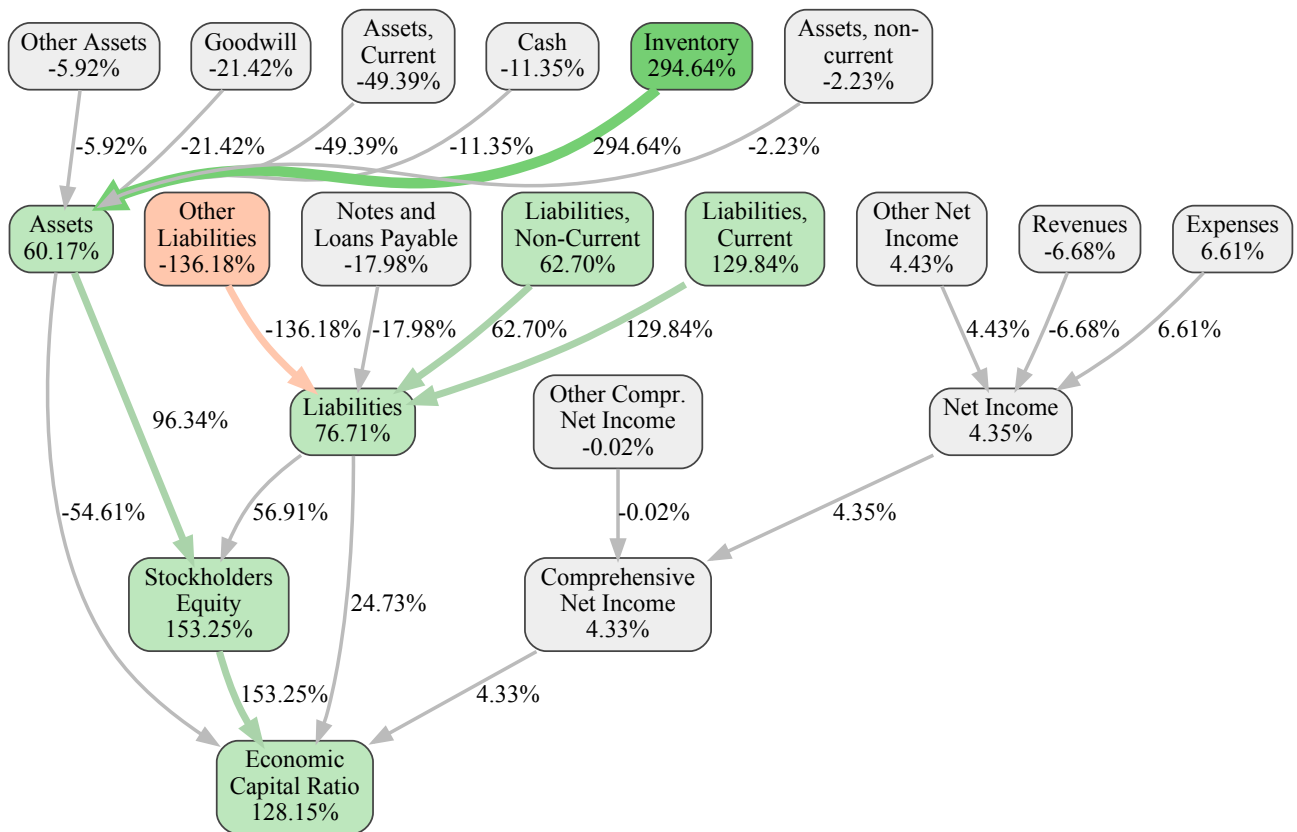 Other Assets
-5.92%
Goodwill
-21.42%
Assets,
Current
-49.39%
Cash
-11.35%
Inventory
294.64%
Assets, non-
current
-2.23%
-5.92%
-21.42%
-49.39%
-11.35%
294.64%
-2.23%
Assets
60.17%
Other
Liabilities
-136.18%
Notes and
Loans Payable
-17.98%
Liabilities,
Non-Current
62.70%
Liabilities,
Current
129.84%
Other Net
Income
4.43%
Revenues
-6.68%
Expenses
6.61%
-136.18%
-17.98%
62.70%
129.84%
4.43%
-6.68%
6.61%
96.34%
Liabilities
76.71%
Other Compr.
Net Income
-0.02%
Net Income
4.35%
-54.61%
56.91%
-0.02%
4.35%
Stockholders
Equity
153.25%
24.73%
Comprehensive
Net Income
4.33%
153.25%
4.33%
Economic
Capital Ratio
128.15%